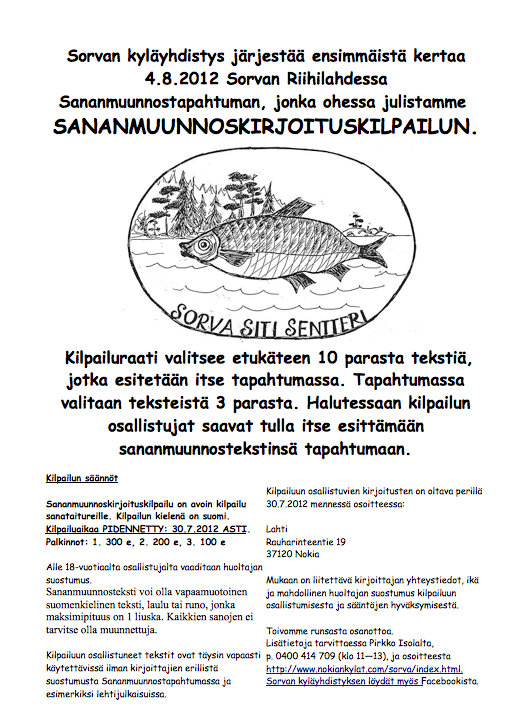 Sorvan kyläyhdistys järjestää ensimmäistä kertaa
4.8.2012 Sorvan Riihilahdessa
Sananmuunnostapahtuman, jonka ohessa julistamme
SANANMUUNNOSKIRJOITUSKILPAILUN.
SORVA SITI SENTTERI
Kilpailuraati valitsee etukäteen 10 parasta tekstiä,
jotka esitetään itse tapahtumassa. Tapahtumassa
valitaan teksteistä 3 parasta. Halutessaan kilpailun
osallistujat saavat tulla itse esittämään
sananmuunnostekstinsä tapahtumaan.
Kilpailun säännöt
Sananmuunnoskirjoituskilpailu on avoin kilpailu
sanataitureille. Kilpailun kielenä on suomi.
Kilpailuaikaa PIDENNETTY: 30.7.2012 ASTI.
Palkinnot: 1. 300 e, 2. 200 e, 3. 100 e
Alle 18-vuotiaalta osallistujalta vaaditaan huoltajan
suostumus.
Sananmuunnosteksti voi olla vapaamuotoinen
suomenkielinen teksti, laulu tai runo, jonka
maksimipituus on 1 liuska. Kaikkien sanojen ei
tarvitse olla muunnettuja.
Kilpailuun osallistuneet tekstit ovat täysin vapaasti
käytettävissä ilman kirjoittajien erillistä
suostumusta Sananmuunnostapahtumassa ja
esimerkiksi lehtijulkaisuissa.
Kilpailuun osallistuvien kirjoitusten on oltava perillä
30.7.2012 mennessä osoitteessa:
Lahti
Rauharinteentie 19
37120 Nokia
Mukaan on liitettävä kirjoittajan yhteystiedot, ikä
ja mahdollinen huoltajan suostumus kilpailuun
osallistumisesta ja sääntöjen hyväksymisestä.
Toivomme runsasta osanottoa.
Lisätietoja tarvittaessa Pirkko Isolalta,
p. 0400 414 709 (klo 11—13), ja osoitteesta
http://www.nokiankylat.com/sorva/index.html.
Sorvan kyläyhdistyksen löydät myös Facebookista.